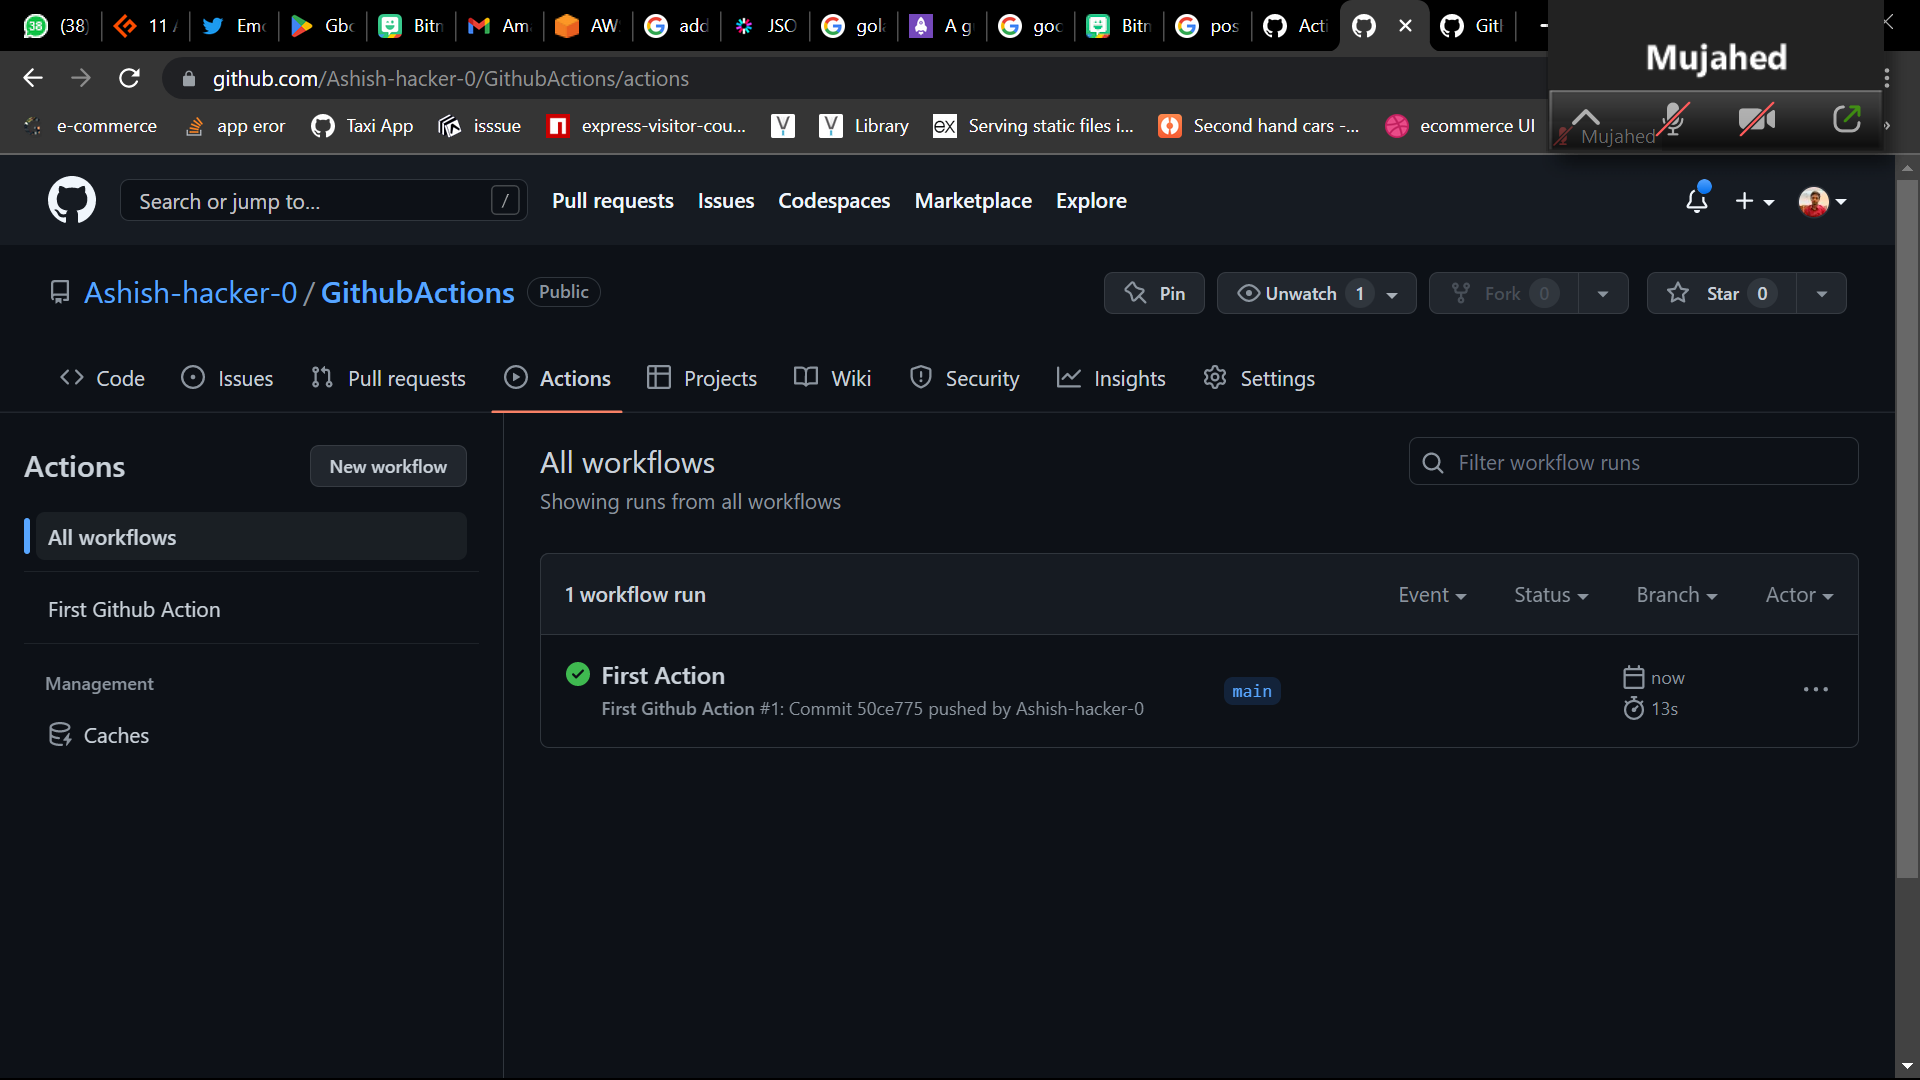 (38) 11 Emo Gbo Bitm Am AW add JSO gol A g goo Bitm pos Acti Gitl
Mujahed
github.com/Ashish-hacker-0/GithubActions/actions
e-commerce app eror Taxi App isssue express-visitor-cou... Library Serving static files i... Second hand cars -... ecommerce UI
Mujahed
Search or jump to... / Pull requests Issues Codespaces Marketplace Explore
Ashish-hacker-0 / GithubActions Public Pin Unwatch 1 Fork 0 Star 0
Code Issues Pull requests Actions Projects Wiki Security Insights Settings
Actions New workflow
All workflows
First Github Action
Management
Caches
All workflows Filter workflow runs
Showing runs from all workflows
1 workflow run Event Status Branch Actor
First Action
First Github Action #1: Commit 50ce775 pushed by Ashish-hacker-0
main
now
13s